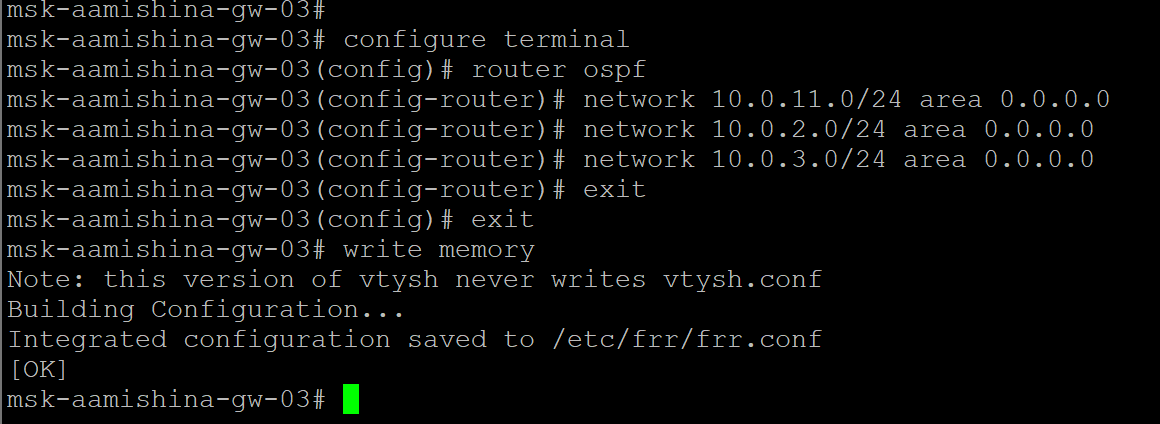 msk-aamishina-gw-03#
msk-aamishina-gw-03# configure terminal
msk-aamishina-gw-03(config)# router ospf
msk-aamishina-gw-03(config-router)# network 10.0.11.0/24 area 0.0.0.0
msk-aamishina-gw-03(config-router)# network 10.0.2.0/24 area 0.0.0.0
msk-aamishina-gw-03(config-router)# network 10.0.3.0/24 area 0.0.0.0
msk-aamishina-gw-03(config-router)# exit
msk-aamishina-gw-03(config)# exit
msk-aamishina-gw-03# write memory
Note: this version of vtysh never writes vtysh.conf
Building Configuration...
Integrated configuration saved to /etc/frr/frr.conf
[OK]
msk-aamishina-gw-03#